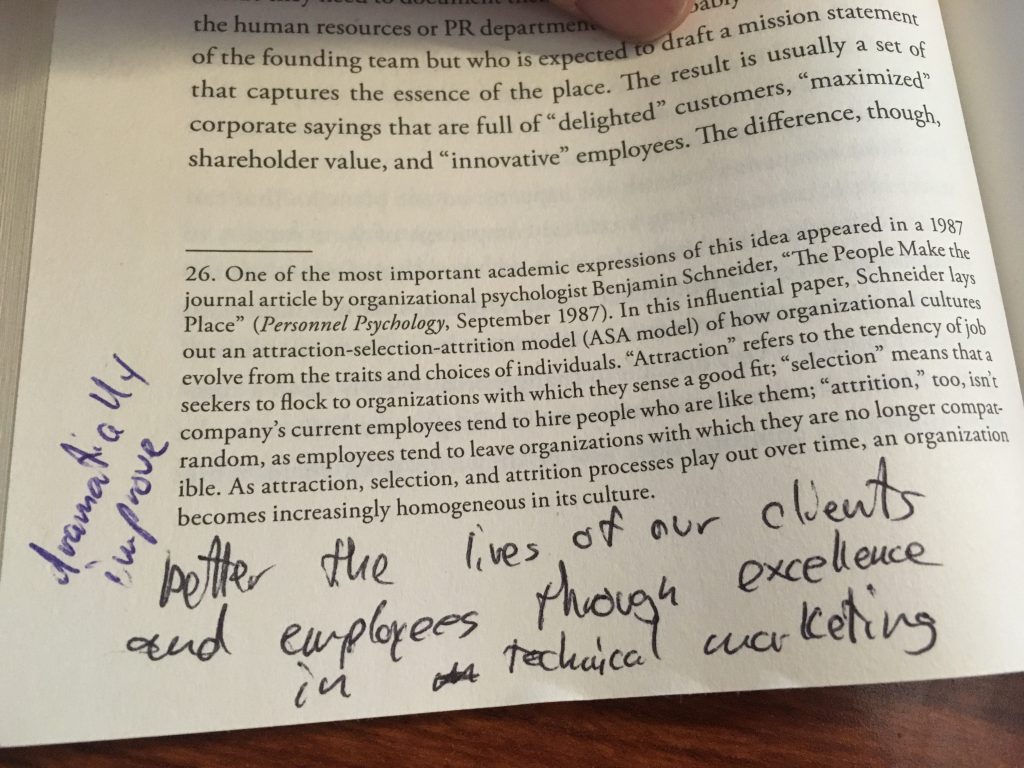 the human resources or PR department
of the founding team but who is expected to draft a mission statement
that captures the essence of the place. The result is usually a set of
corporate sayings that are full of “delighted” customers, “maximized”
shareholder value, and “innovative” employees. The difference, though,
26. One of the most important academic expressions of this idea appeared in a 1987
journal article by organizational psychologist Benjamin Schneider, “The People Make the
Place” (Personnel Psychology, September 1987). In this influential paper, Schneider lays
out an attraction-selection-attrition model (ASA model) of how organizational cultures
evolve from the traits and choices of individuals. “Attraction” refers to the tendency of job
seekers to flock to organizations with which they sense a good fit; “selection” means that a
company’s current employees tend to hire people who are like them; “attrition,” too, isn’t
random, as employees tend to leave organizations with which they are no longer compat-
ible. As attraction, selection, and attrition processes play out over time, an organization
becomes increasingly homogeneous in its culture.
dramatically
improve
better the lives of our clients
and employees through excellence
in technical marketing